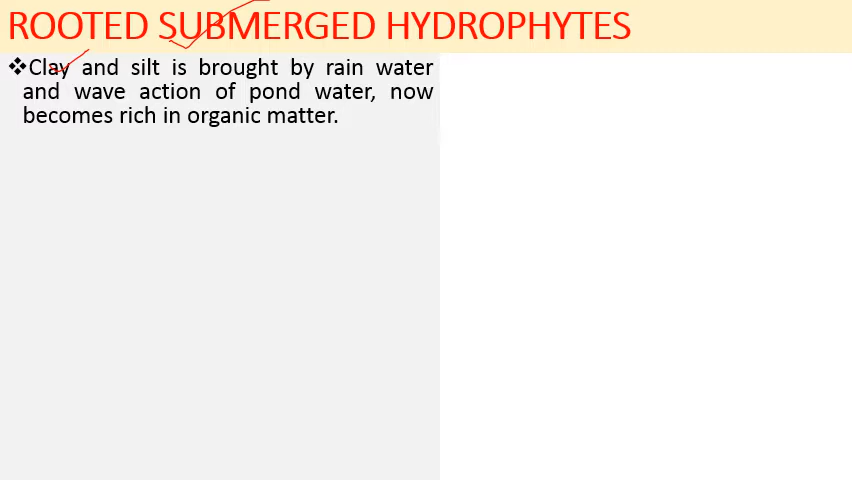 ROOTED SUBMERGED HYDROPHYTES
❖Clay and silt is brought by rain water
and wave action of pond water, now
becomes rich in organic matter.